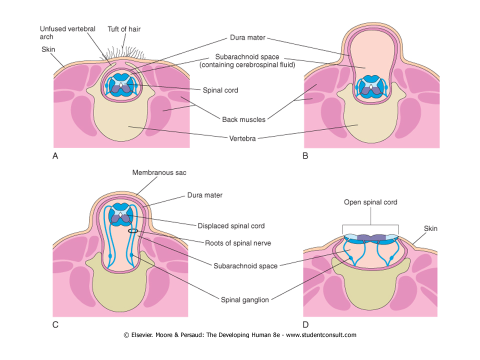 Unfused vertebral
arch
Tuft of hair
Skin
Dura mater
Subarachnoid space
(containing cerebrospinal fluid)
Spinal cord
Back muscles
Vertebra
A
B
Membranous sac
Dura mater
Displaced spinal cord
Roots of spinal nerve
Subarachnoid space
Spinal ganglion
Open spinal cord
Skin
C
D
© Elsevier. Moore & Persaud: The Developing Human 8e - www.studentconsult.com